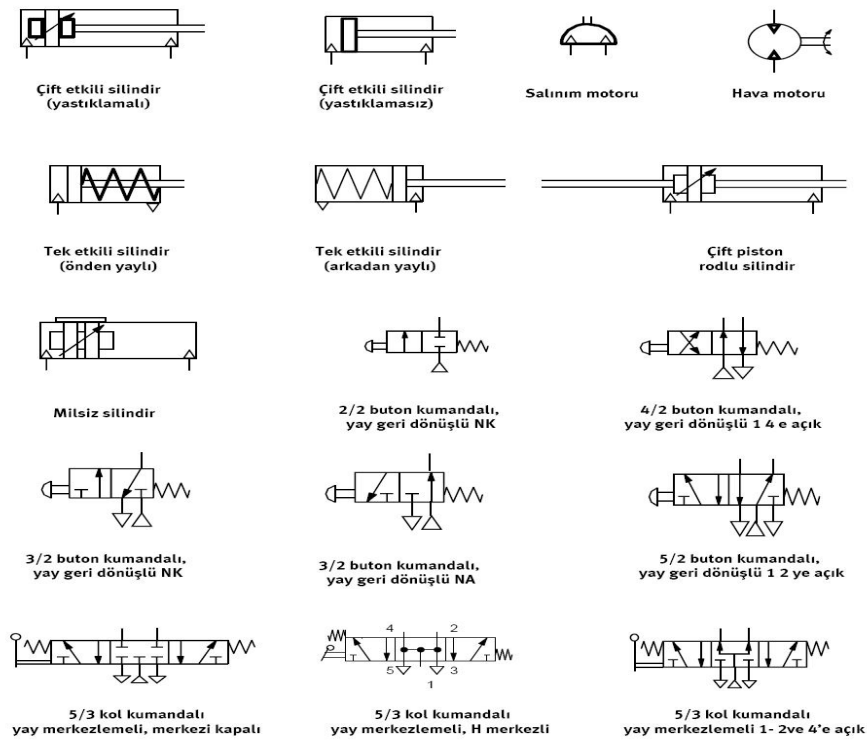 Çift etkili silindir
(yastıklamalı)
Çift etkili silindir
(yastıklamasız)
Salınım motoru
Hava motoru
Tek etkili silindir
(önden yaylı)
Tek etkili silindir
(arkadan yaylı)
Çift piston
rodlu silindir
Milsiz silindir
2/2 buton kumandalı,
yay geri dönüşlü NK
4/2 buton kumandalı,
yay geri dönüşlü 1 4 e açık
3/2 buton kumandalı,
yay geri dönüşlü NK
3/2 buton kumandalı,
yay geri dönüşlü NA
5/2 buton kumandalı,
yay geri dönüşlü 1 2 ye açık
4 2
5 3
1
5/3 kol kumandalı
yay merkezlemeli, merkezi kapalı
5/3 kol kumandalı
yay merkezlemeli, H merkezli
5/3 kol kumandalı
yay merkezlemeli 1- 2ve 4'e açık